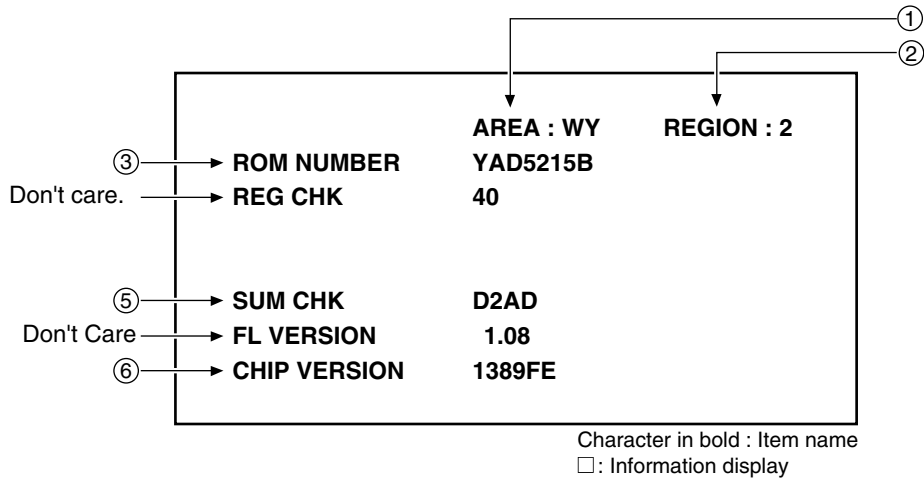 ①
②
AREA : WY REGION : 2
③ ROM NUMBER YAD5215B
Don't care. REG CHK 40
⑤ SUM CHK D2AD
Don't Care FL VERSION 1.08
⑥ CHIP VERSION 1389FE
Character in bold : Item name
□ : Information display